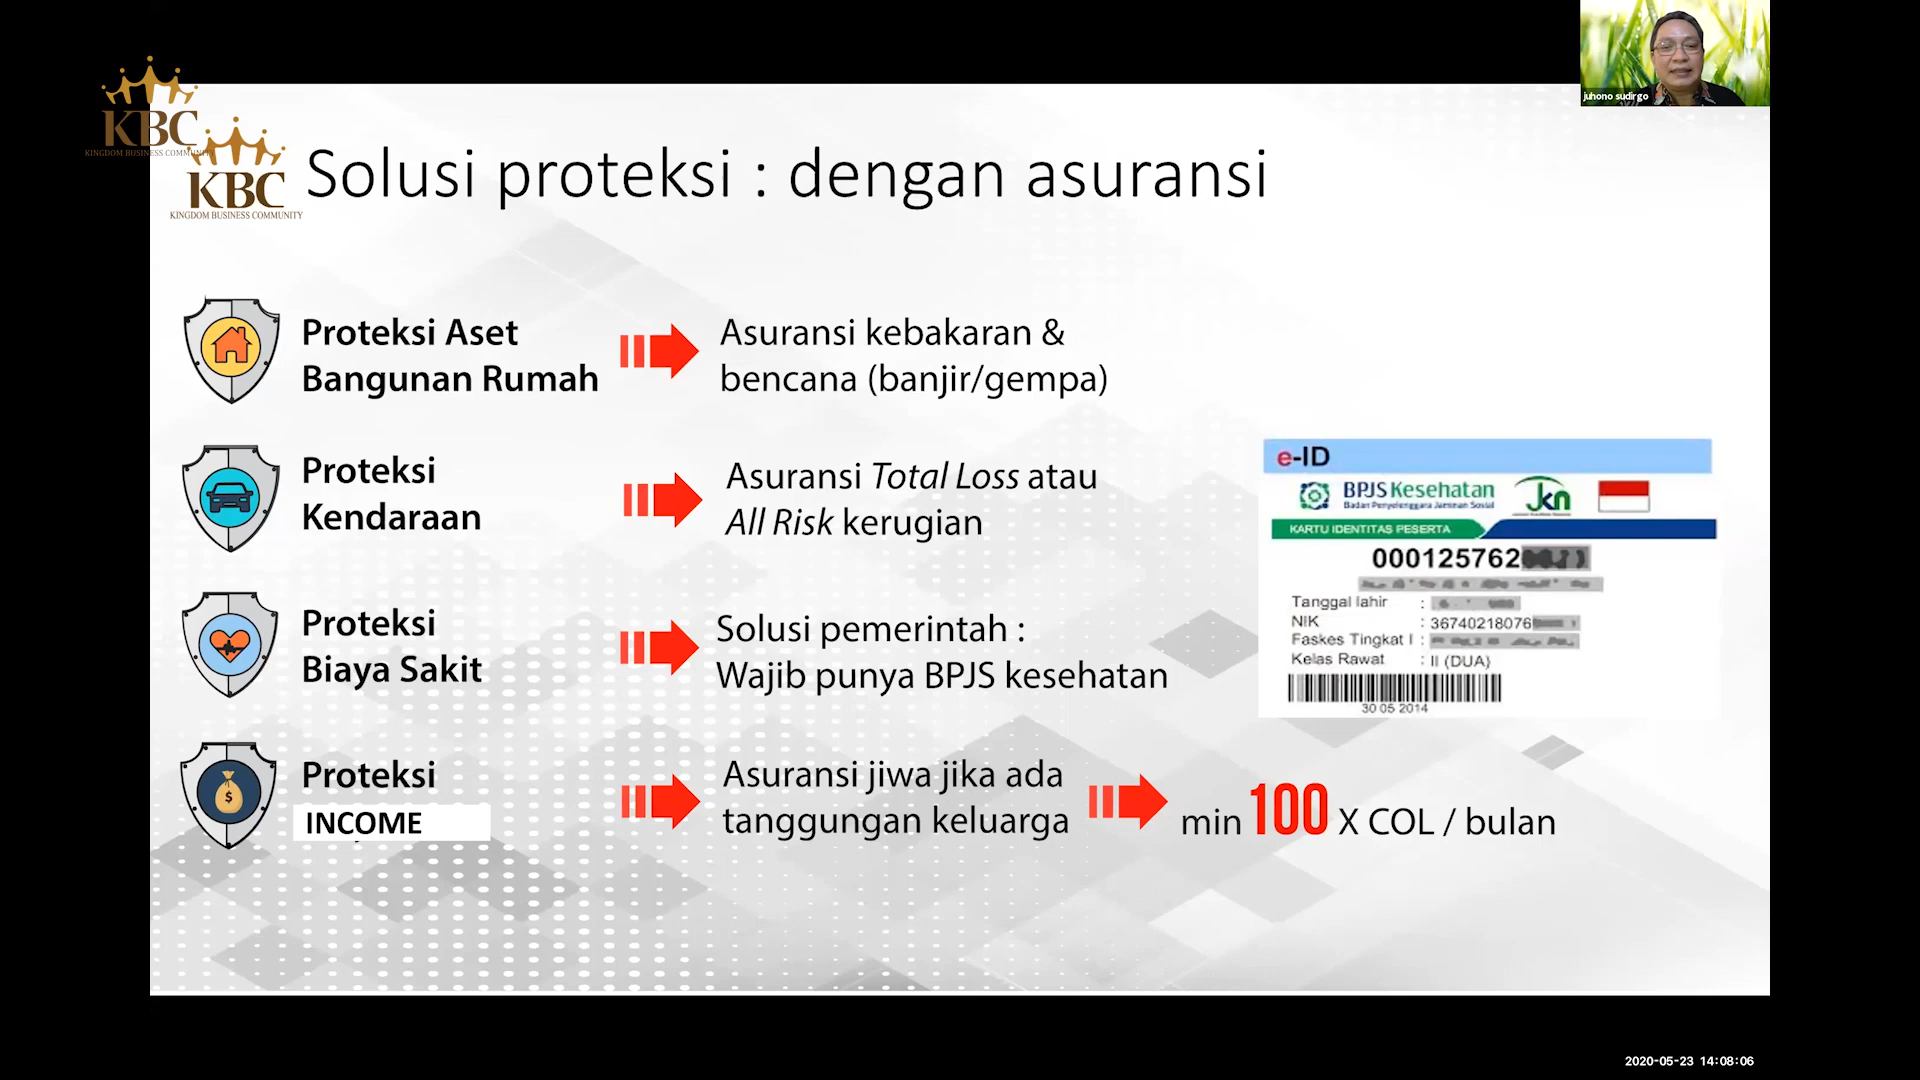 KBC
KINGDOM BUSINESS COMMUNITY
KBC
KINGDOM BUSINESS COMMUNITY
juhono sudirgo
Solusi proteksi : dengan asuransi
Proteksi Aset
Bangunan Rumah
Asuransi kebakaran &
bencana (banjir/gempa)
Proteksi
Kendaraan
Asuransi Total Loss atau
All Risk kerugian
Proteksi
Biaya Sakit
Solusi pemerintah :
Wajib punya BPJS kesehatan
Proteksi
INCOME
Asuransi jiwa jika ada
tanggungan keluarga
min 100 X COL / bulan
e-ID
BPJS Kesehatan
Badan Penyelenggara Jaminan Sosial
Jkn
KARTU IDENTITAS PESERTA
000125762
Tanggal lahir :
NIK : 36740218076
Faskes Tingkat I :
Kelas Rawat : II (DUA)
30 05 2014
2020-05-23 14:08:06